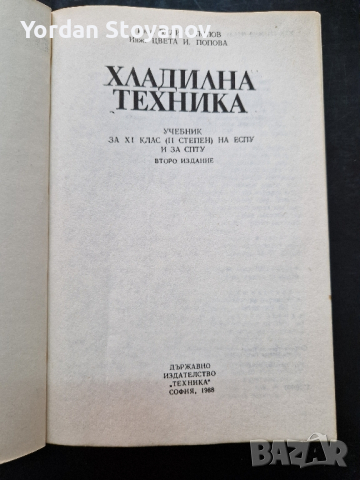 Yordan Stoyanov
Инж. ЦВЕТА И. ПОПОВА
ХЛАДИЛНА
ТЕХНИКА
УЧЕБНИК
ЗА XI КЛАС (II СТЕПЕН) НА ЕСПУ
И ЗА СПТУ
ВТОРО ИЗДАНИЕ
ДЪРЖАВНО
ИЗДАТЕЛСТВО
„ТЕХНИКА"
СОФИЯ, 1988
BAZAR